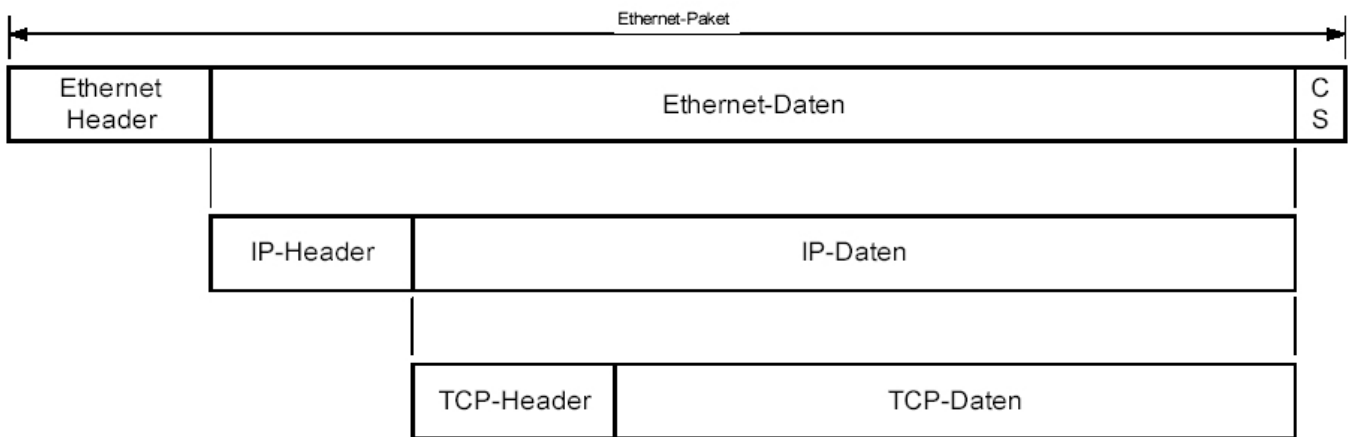 Ethernet-Paket
Ethernet
Header
Ethernet-Daten
C
S
IP-Header
IP-Daten
TCP-Header
TCP-Daten